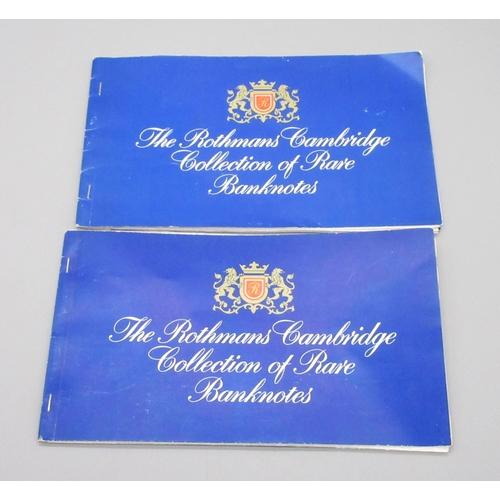 R
The Rothmans Cambridge
Collection of Rare
Banknotes
R
The Rothmans Cambridge
Collection of Rare
Banknotes